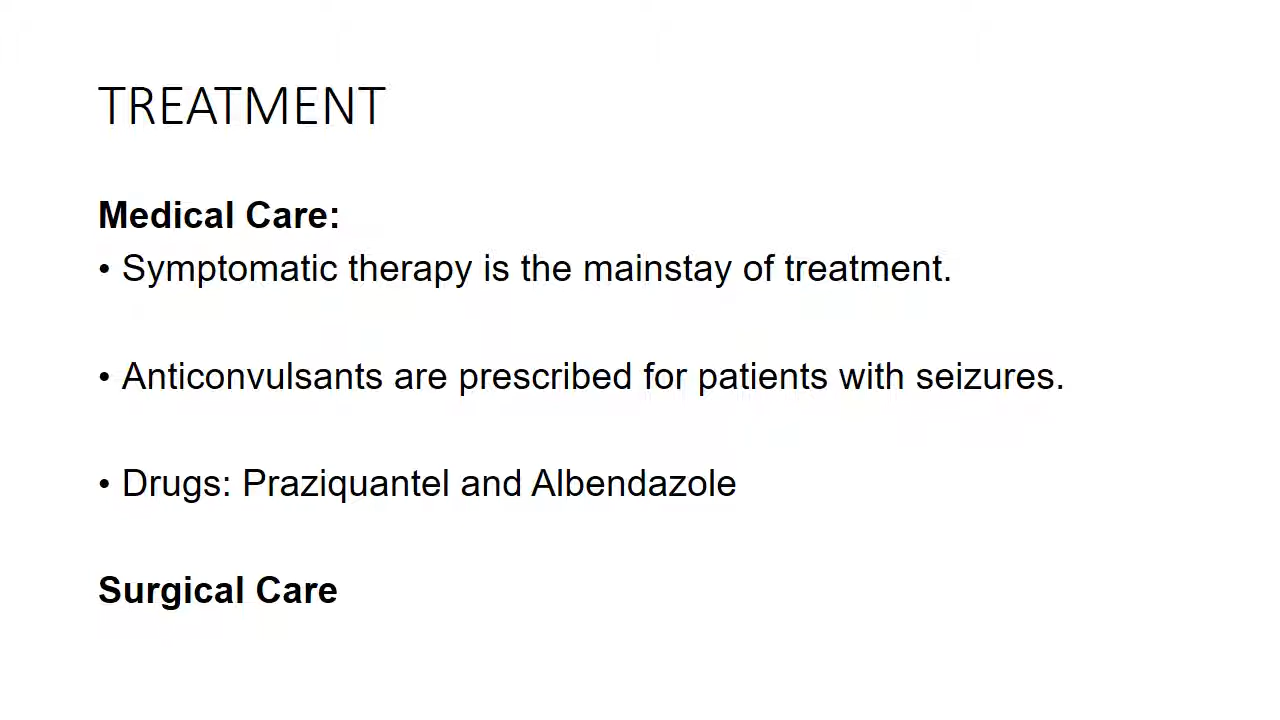 TREATMENT
Medical Care:
• Symptomatic therapy is the mainstay of treatment.
• Anticonvulsants are prescribed for patients with seizures.
• Drugs: Praziquantel and Albendazole
Surgical Care